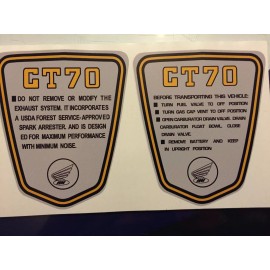 GT70
■ DO NOT REMOVE OR MODIFY THE
EXHAUST SYSTEM. IT INCORPORATES
A USDA FOREST SERVICE-APPROVED
SPARK ARRESTER. AND IS DESIGN
ED FOR MAXIMUM PERFORMANCE
WITH MINIMUM NOISE.
GT70
BEFORE TRANSPORTING THIS VEHICLE:
■ TURN FUEL VALVE TO OFF POSITION
■ TURN GAS CAP VENT TO OFF POSITION
■ OPEN CARBURATOR DRAIN VALVE. DRAIN
CARBURATOR FLOAT BOWL. CLOSE
DRAIN VALVE
■ REMOVE BATTERY AND KEEP
IN UPRIGHT POSITION